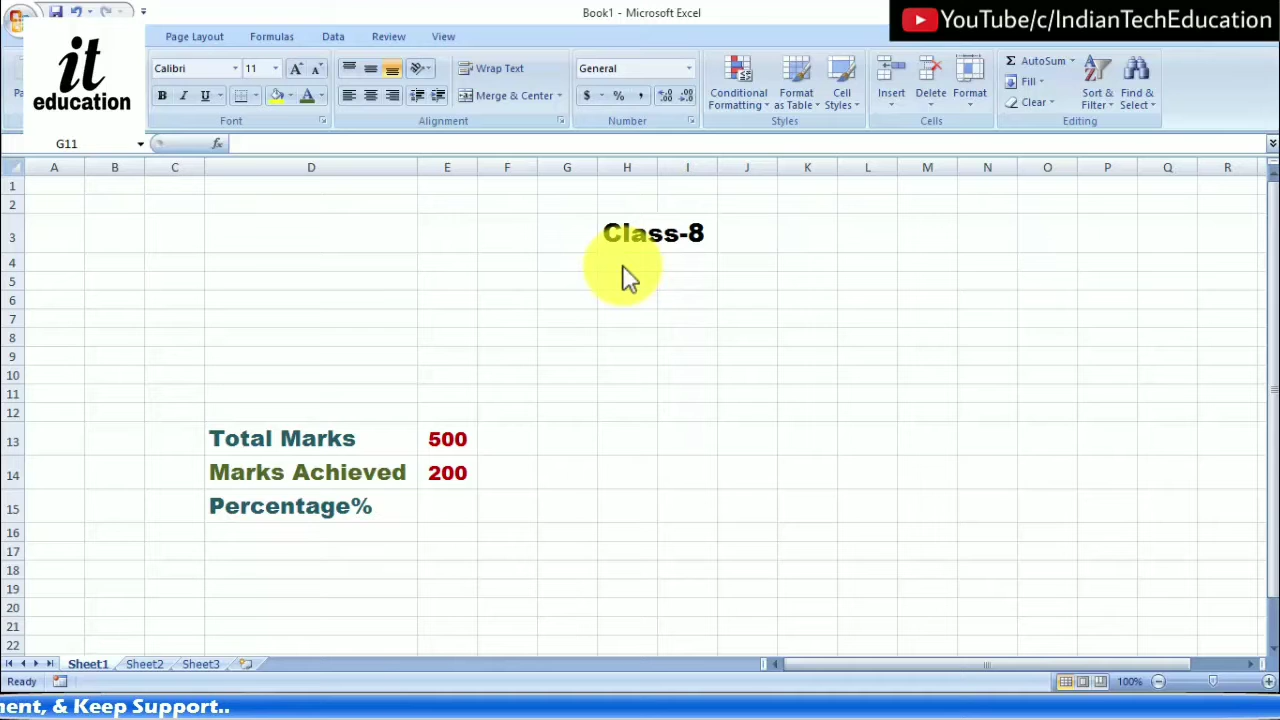 Book1 - Microsoft Excel
YouTube/c/IndianTechEducation
it
education
Page Layout Formulas Data Review View
Calibri 11
Wrap Text
General
Conditional Formatting
Format as Table
Cell Styles
Insert Delete Format
AutoSum
Fill
Clear
Sort & Filter
Find & Select
B I U
Merge & Center
$ % ,
Font Alignment Number Styles Cells Editing
G11 fx
A B C D E F G H I J K L M N O P Q R
1
2
3 Class-8
4
5
6
7
8
9
10
11
12
13 Total Marks 500
14 Marks Achieved 200
15 Percentage%
16
17
18
19
20
21
22
Sheet1 Sheet2 Sheet3
Ready 100%
ment, & Keep Support..